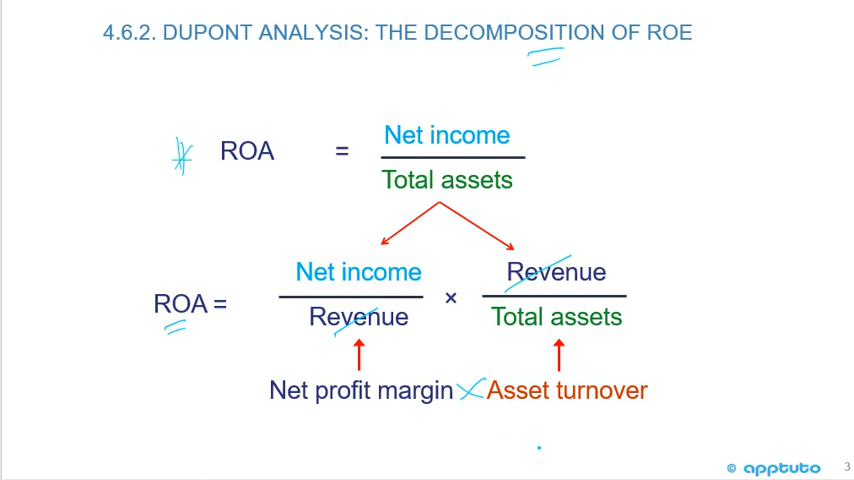 4.6.2. DUPONT ANALYSIS: THE DECOMPOSITION OF ROE
ROA = Net income
Total assets
Net income × Revenue
ROA =
Revenue Total assets
Net profit margin × Asset turnover
© apptuto 3